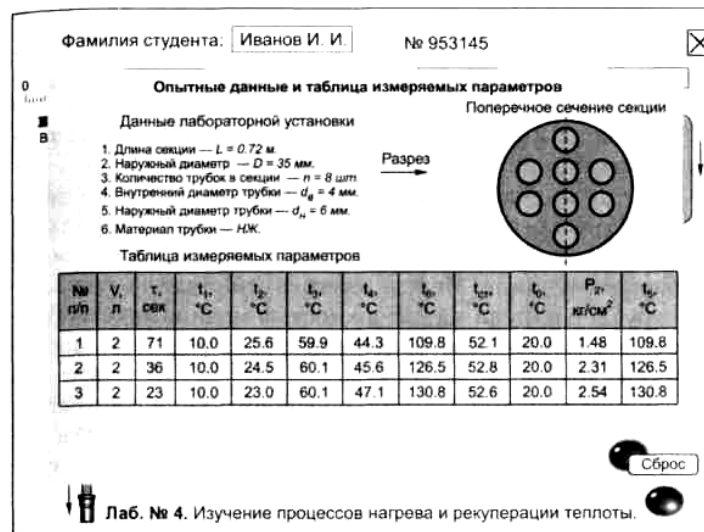 Фамилия студента: Иванов И. И. № 953145
0
Опытные данные и таблица измеряемых параметров
Поперечное сечение секции
В
Данные лабораторной установки
1. Длина секции — L = 0.72 м.
2. Наружный диаметр — D = 35 мм.
3. Количество трубок в секции — n = 8 шт.
4. Внутренний диаметр трубки — dв = 4 мм.
5. Наружный диаметр трубки — dн = 6 мм.
6. Материал трубки — НЖ.
Разрез
Таблица измеряемых параметров
№ п/п V, л τ, сек t1, °C t2, °C t3, °C t4, °C t6, °C tст, °C t0, °C P2, кг/см² t5, °C
1 2 71 10.0 25.6 59.9 44.3 109.8 52.1 20.0 1.48 109.8
2 2 36 10.0 24.5 60.1 45.6 126.5 52.8 20.0 2.31 126.5
3 2 23 10.0 23.0 60.1 47.1 130.8 52.6 20.0 2.54 130.8
Сброс
Лаб. № 4. Изучение процессов нагрева и рекуперации теплоты.